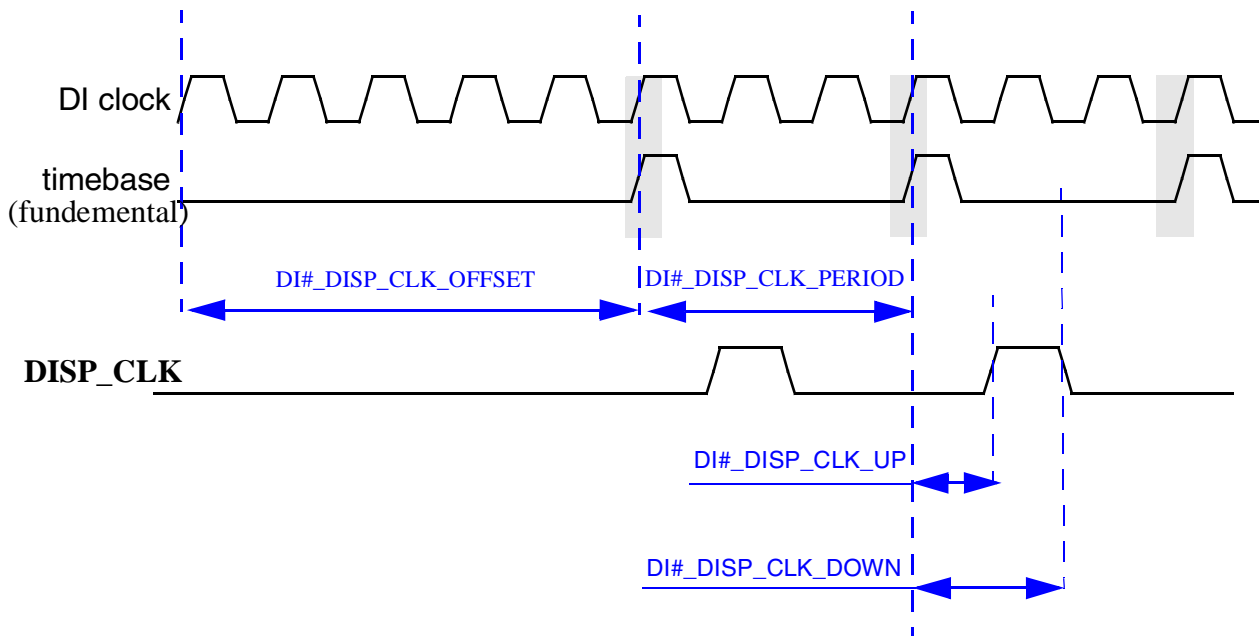 DI clock
timebase
(fundemental)
DI#_DISP_CLK_OFFSET
DI#_DISP_CLK_PERIOD
DISP_CLK
DI#_DISP_CLK_UP
DI#_DISP_CLK_DOWN